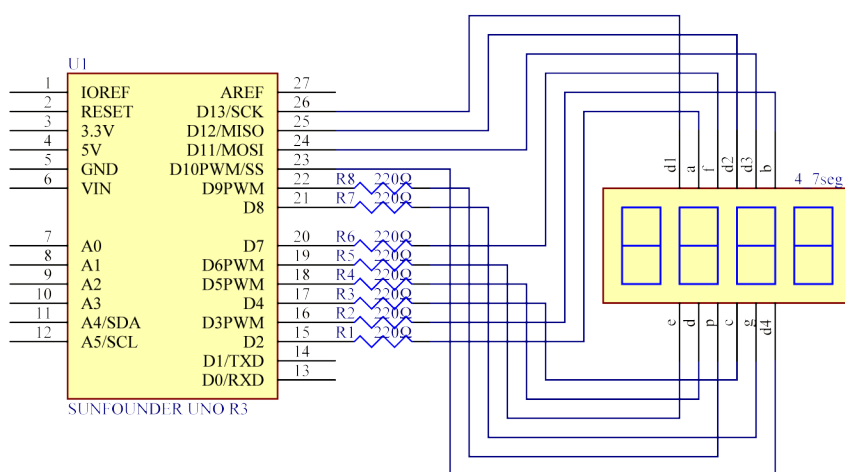 U1
1 IOREF AREF 27
2 RESET D13/SCK 26
3 3.3V D12/MISO 25
4 5V D11/MOSI 24
5 GND D10PWM/SS 23
6 VIN D9PWM 22 R8 220Ω
D8 21 R7 220Ω
7 A0 D7 20 R6 220Ω
8 A1 D6PWM 19 R5 220Ω
9 A2 D5PWM 18 R4 220Ω
10 A3 D4 17 R3 220Ω
11 A4/SDA D3PWM 16 R2 220Ω
12 A5/SCL D2 15 R1 220Ω
D1/TXD 14
D0/RXD 13
SUNFOUNDER UNO R3
d1 a f d2 d3 b
4 7seg
e d p c g d4